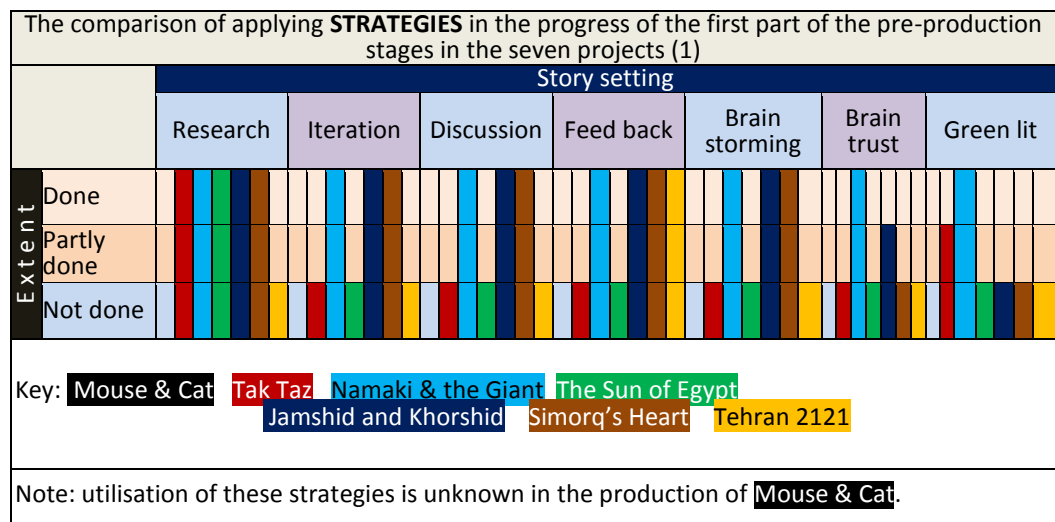 The comparison of applying STRATEGIES in the progress of the first part of the pre-production
stages in the seven projects (1)
Story setting
Research Iteration Discussion Feed back Brain storming Brain trust Green lit
Extent
Done
Partly
done
Not done
Key: Mouse & Cat Tak Taz Namaki & the Giant The Sun of Egypt
Jamshid and Khorshid Simorq’s Heart Tehran 2121
Note: utilisation of these strategies is unknown in the production of Mouse & Cat.